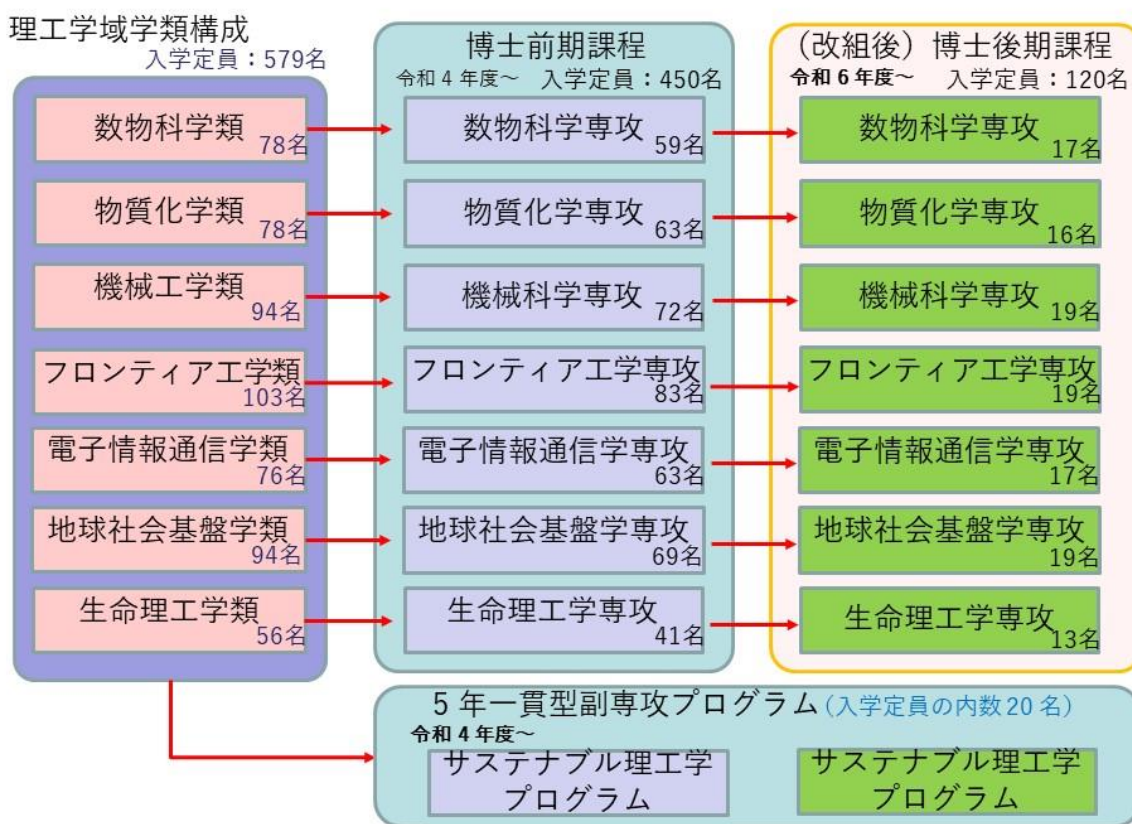 理工学域学類構成
入学定員：579名
数物科学類
78名
物質化学類
78名
機械工学類
94名
フロンティア工学類
103名
電子情報通信学類
76名
地球社会基盤学類
94名
生命理工学類
56名
博士前期課程
令和４年度～ 入学定員：450名
数物科学専攻
59名
物質化学専攻
63名
機械科学専攻
72名
フロンティア工学専攻
83名
電子情報通信学専攻
63名
地球社会基盤学専攻
69名
生命理工学専攻
41名
（改組後）博士後期課程
令和６年度～ 入学定員：120名
数物科学専攻
17名
物質化学専攻
16名
機械科学専攻
19名
フロンティア工学専攻
19名
電子情報通信学専攻
17名
地球社会基盤学専攻
19名
生命理工学専攻
13名
５年一貫型副専攻プログラム(入学定員の内数20名)
令和４年度～
サステナブル理工学
プログラム
サステナブル理工学
プログラム